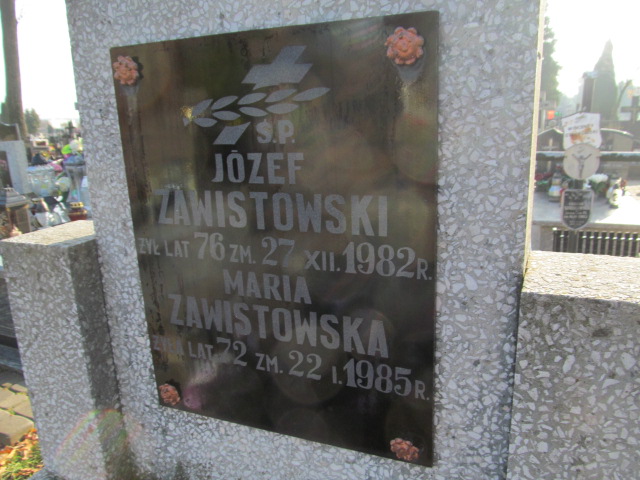 Ś.P.
JÓZEF
ZAWISTOWSKI
ŻYŁ LAT 76 ZM. 27 XII. 1982 R.
MARIA
ZAWISTOWSKA
ŻYŁA LAT 72 ZM. 22 I. 1985 R.